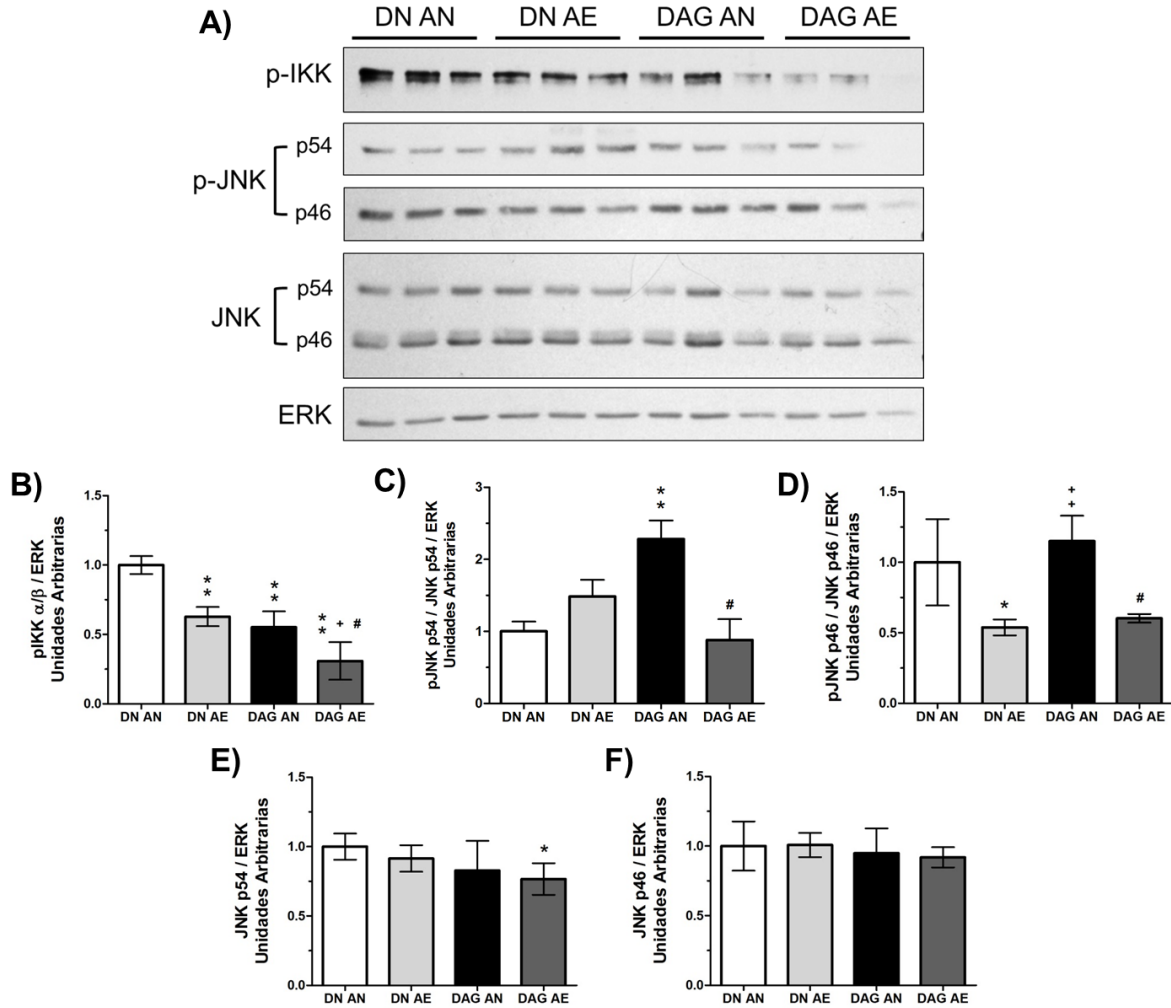 A)
DN AN DN AE DAG AN DAG AE
p-IKK
p-JNK
p54
p46
JNK
p54
p46
ERK
B)
pIKK α/β / ERK
Unidades Arbitrarias
1.5
1.0
0.5
0.0
* *
* *
* * + #
DN AN DN AE DAG AN DAG AE
C)
pJNK p54 / JNK p54 / ERK
Unidades Arbitrarias
3
2
1
0
* *
#
DN AN DN AE DAG AN DAG AE
D)
pJNK p46 / JNK p46 / ERK
Unidades Arbitrarias
1.5
1.0
0.5
0.0
*
+ +
#
DN AN DN AE DAG AN DAG AE
E)
JNK p54 / ERK
Unidades Arbitrarias
1.5
1.0
0.5
0.0
*
DN AN DN AE DAG AN DAG AE
F)
JNK p46 / ERK
Unidades Arbitrarias
1.5
1.0
0.5
0.0
DN AN DN AE DAG AN DAG AE